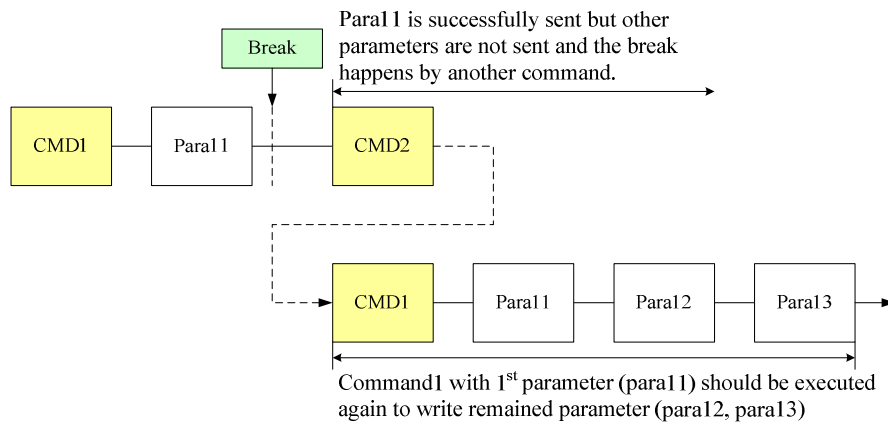 Para11 is successfully sent but other
parameters are not sent and the break
happens by another command.
Break
CMD1
Para11
CMD2
CMD1
Para11
Para12
Para13
Command1 with 1st parameter (para11) should be executed
again to write remained parameter (para12, para13)